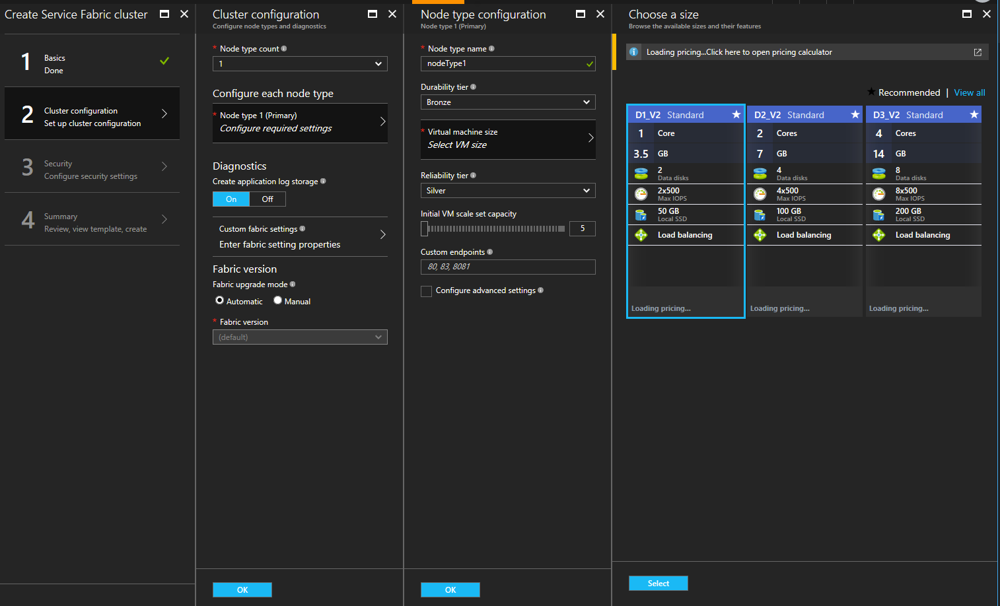 Create Service Fabric cluster
1
Basics
Done
2
Cluster configuration
Set up cluster configuration
3
Security
Configure security settings
4
Summary
Review, view template, create
Cluster configuration
Configure node types and diagnostics
* Node type count
1
Configure each node type
* Node type 1 (Primary)
Configure required settings
Diagnostics
Create application log storage
On Off
Custom fabric settings
Enter fabric setting properties
Fabric version
Fabric upgrade mode
Automatic Manual
* Fabric version
(default)
OK
Node type configuration
Node type 1 (Primary)
* Node type name
nodeType1
Durability tier
Bronze
* Virtual machine size
Select VM size
Reliability tier
Silver
Initial VM scale set capacity
5
Custom endpoints
80, 83, 8081
Configure advanced settings
OK
Choose a size
Browse the available sizes and their features
Loading pricing...Click here to open pricing calculator
★ Recommended | View all
D1_V2 Standard
1 Core
3.5 GB
2
Data disks
2x500
Max IOPS
50 GB
Local SSD
Load balancing
Loading pricing...
D2_V2 Standard
2 Cores
7 GB
4
Data disks
4x500
Max IOPS
100 GB
Local SSD
Load balancing
Loading pricing...
D3_V2 Standard
4 Cores
14 GB
8
Data disks
8x500
Max IOPS
200 GB
Local SSD
Load balancing
Loading pricing...
Select